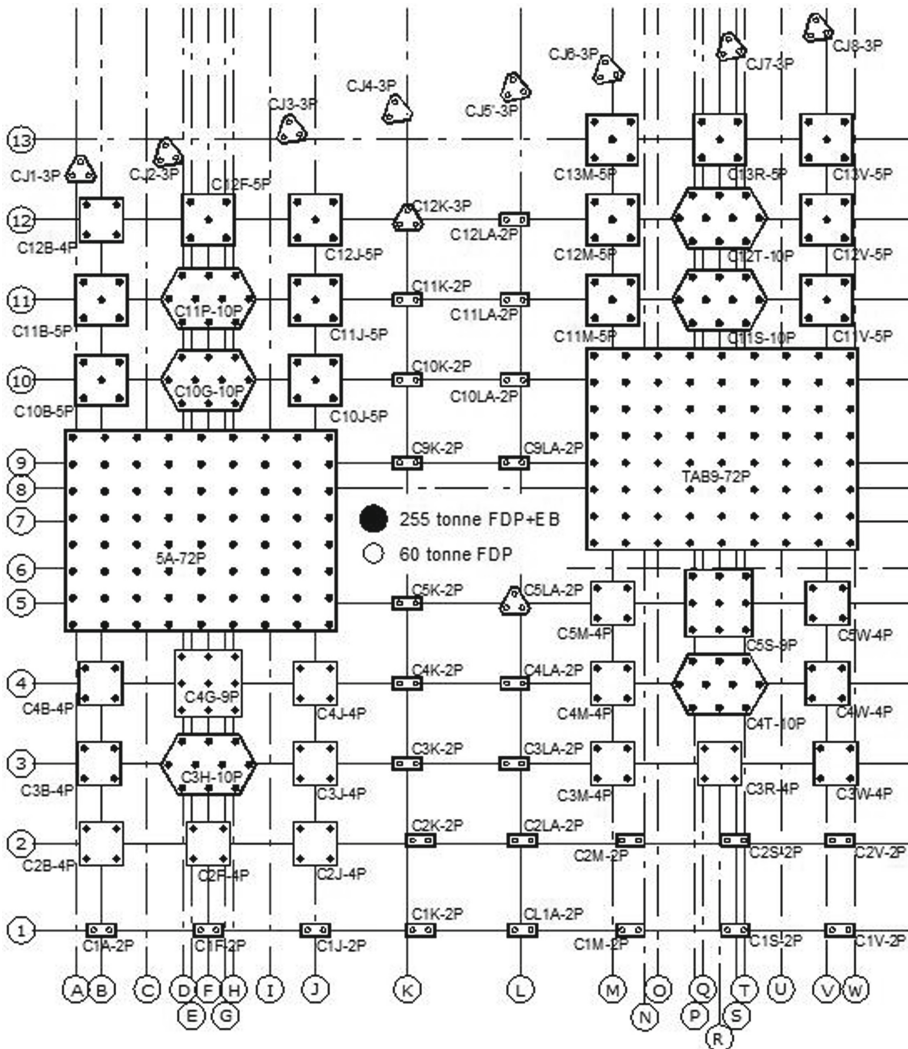 CJ8-3P
CJ6-3P
CJ7-3P
CJ4-3P
CJ3-3P
CJ5'-3P
13
CJ1-3P
CJ2-3P
C13M-5P
C13R-5P
C13V-5P
C12F-5P
C12K-3P
12
C12B-4P
C12J-5P
C12LA-2P
C12M-5P
C12T-10P
C12V-5P
C11K-2P
11
C11P-10P
C11B-5P
C11J-5P
C11LA-2P
C11M-5P
C11S-10P
C11V-5P
C10K-2P
10
C10G-10P
C10LA-2P
C10B-5P
C10J-5P
C9K-2P
C9LA-2P
9
TAB9-72P
8
7
255 tonne FDP+EB
60 tonne FDP
5A-72P
6
C5K-2P
C5LA-2P
5
C5M-4P
C5S-9P
C5W-4P
C4K-2P
C4LA-2P
4
C4G-9P
C4B-4P
C4J-4P
C4M-4P
C4T-10P
C4W-4P
C3K-2P
C3LA-2P
3
C3H-10P
C3B-4P
C3J-4P
C3M-4P
C3R-4P
C3W-4P
C2K-2P
C2LA-2P
2
C2B-4P
C2F-4P
C2J-4P
C2M-2P
C2S-2P
C2V-2P
C1K-2P
CL1A-2P
1
C1A-2P
C1F-2P
C1J-2P
C1M-2P
C1S-2P
C1V-2P
A B C D F H I J K L M O Q T U V W
E G N P S
R